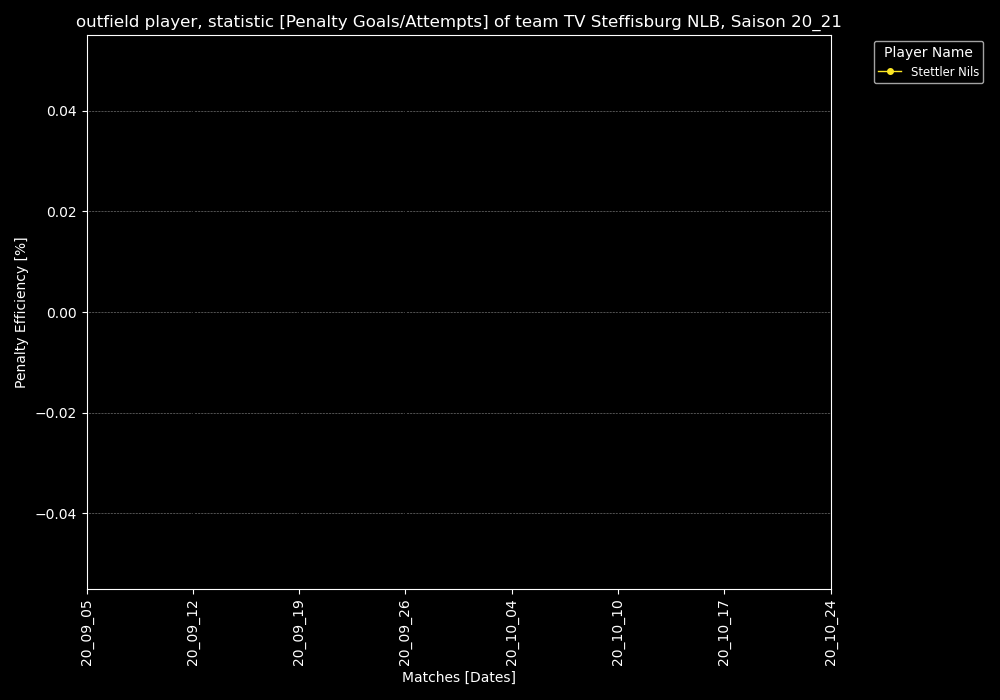 outfield player, statistic [Penalty Goals/Attempts] of team TV Steffisburg NLB, Saison 20_21
Player Name
Stettler Nils
Penalty Efficiency [%]
0.04
0.02
0.00
−0.02
−0.04
20_09_05
20_09_12
20_09_19
20_09_26
20_10_04
20_10_10
20_10_17
20_10_24
Matches [Dates]